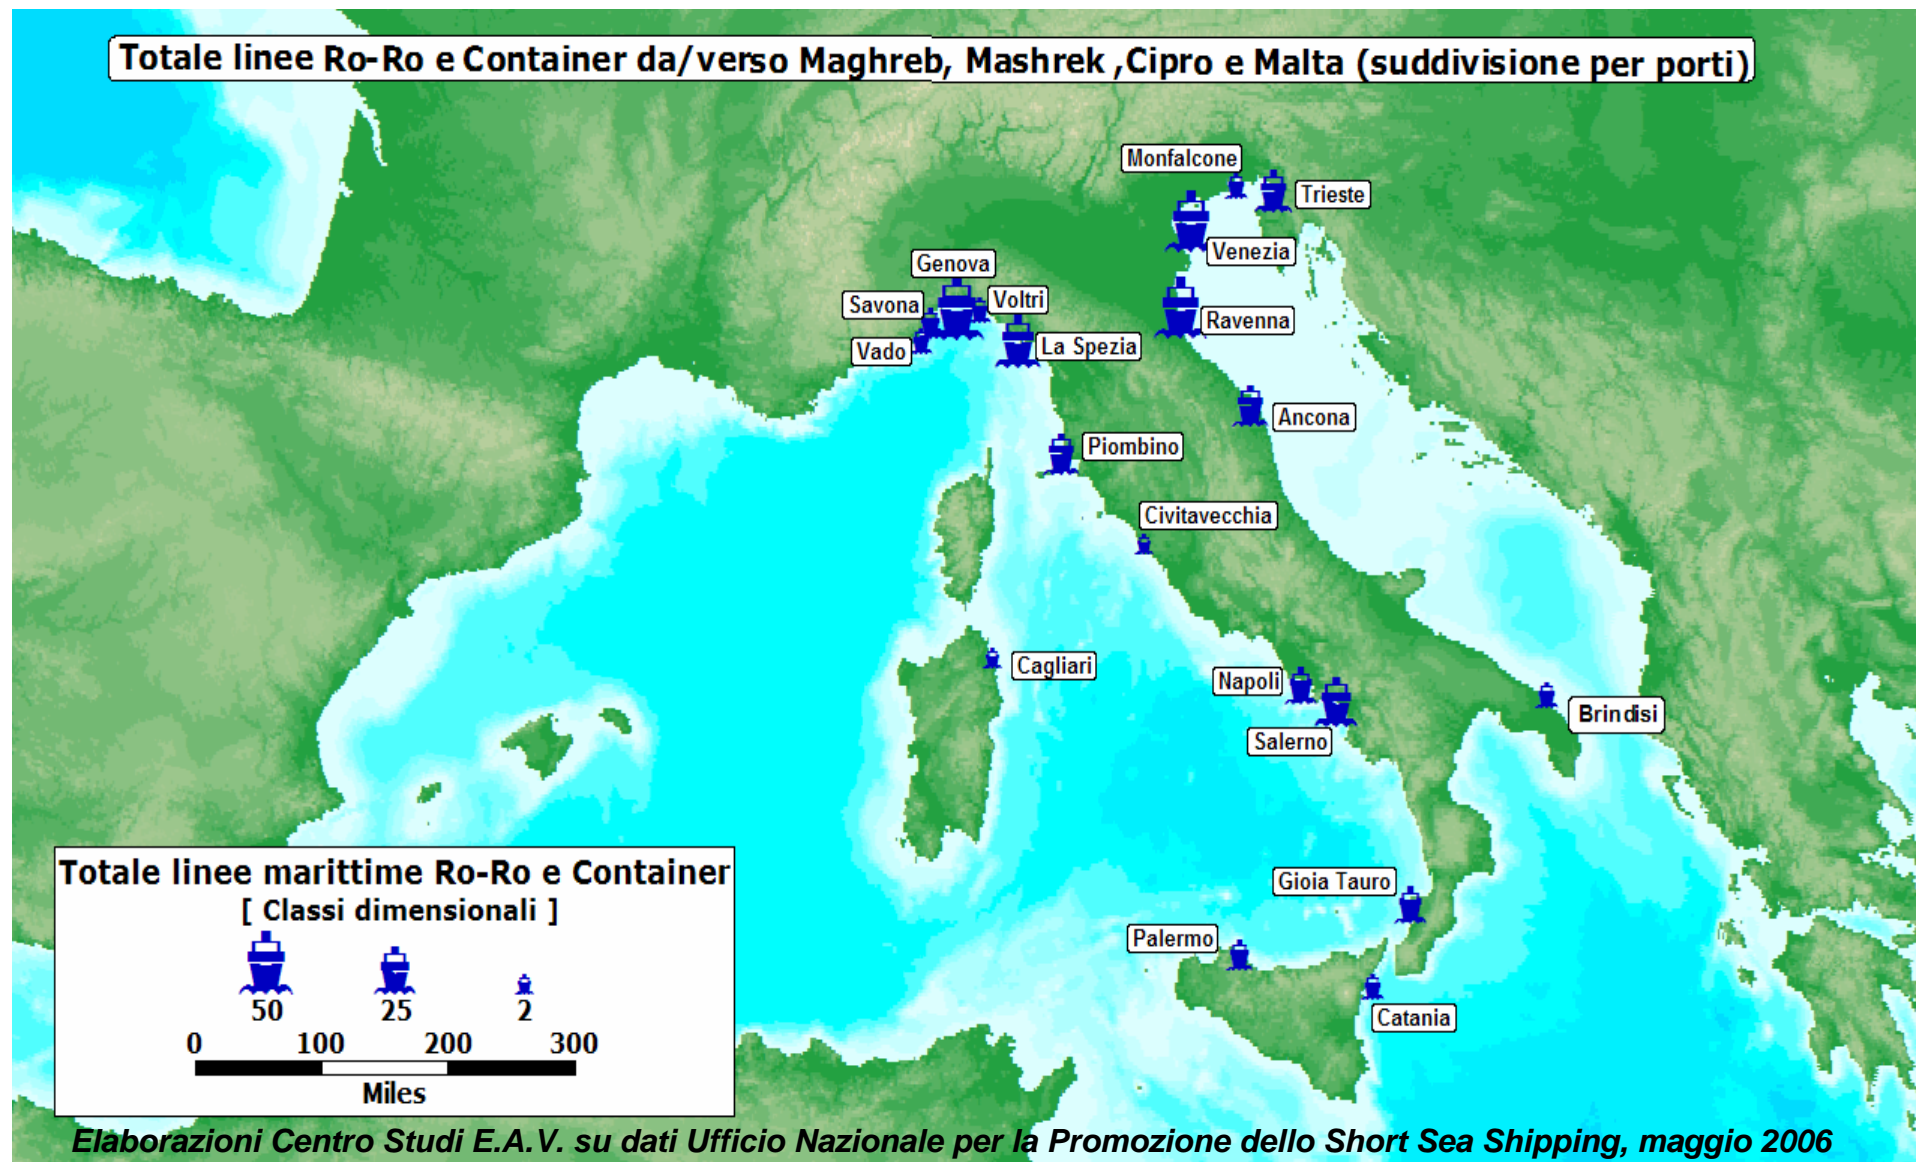 Totale linee Ro-Ro e Container da/verso Maghreb, Mashrek ,Cipro e Malta (suddivisione per porti)
Monfalcone
Trieste
Venezia
Genova
Savona
Voltri
Ravenna
Vado
La Spezia
Ancona
Piombino
Civitavecchia
Cagliari
Napoli
Brindisi
Salerno
Gioia Tauro
Palermo
Catania
Totale linee marittime Ro-Ro e Container
[ Classi dimensionali ]
50 25 2
0 100 200 300
Miles
Elaborazioni Centro Studi E.A.V. su dati Ufficio Nazionale per la Promozione dello Short Sea Shipping, maggio 2006